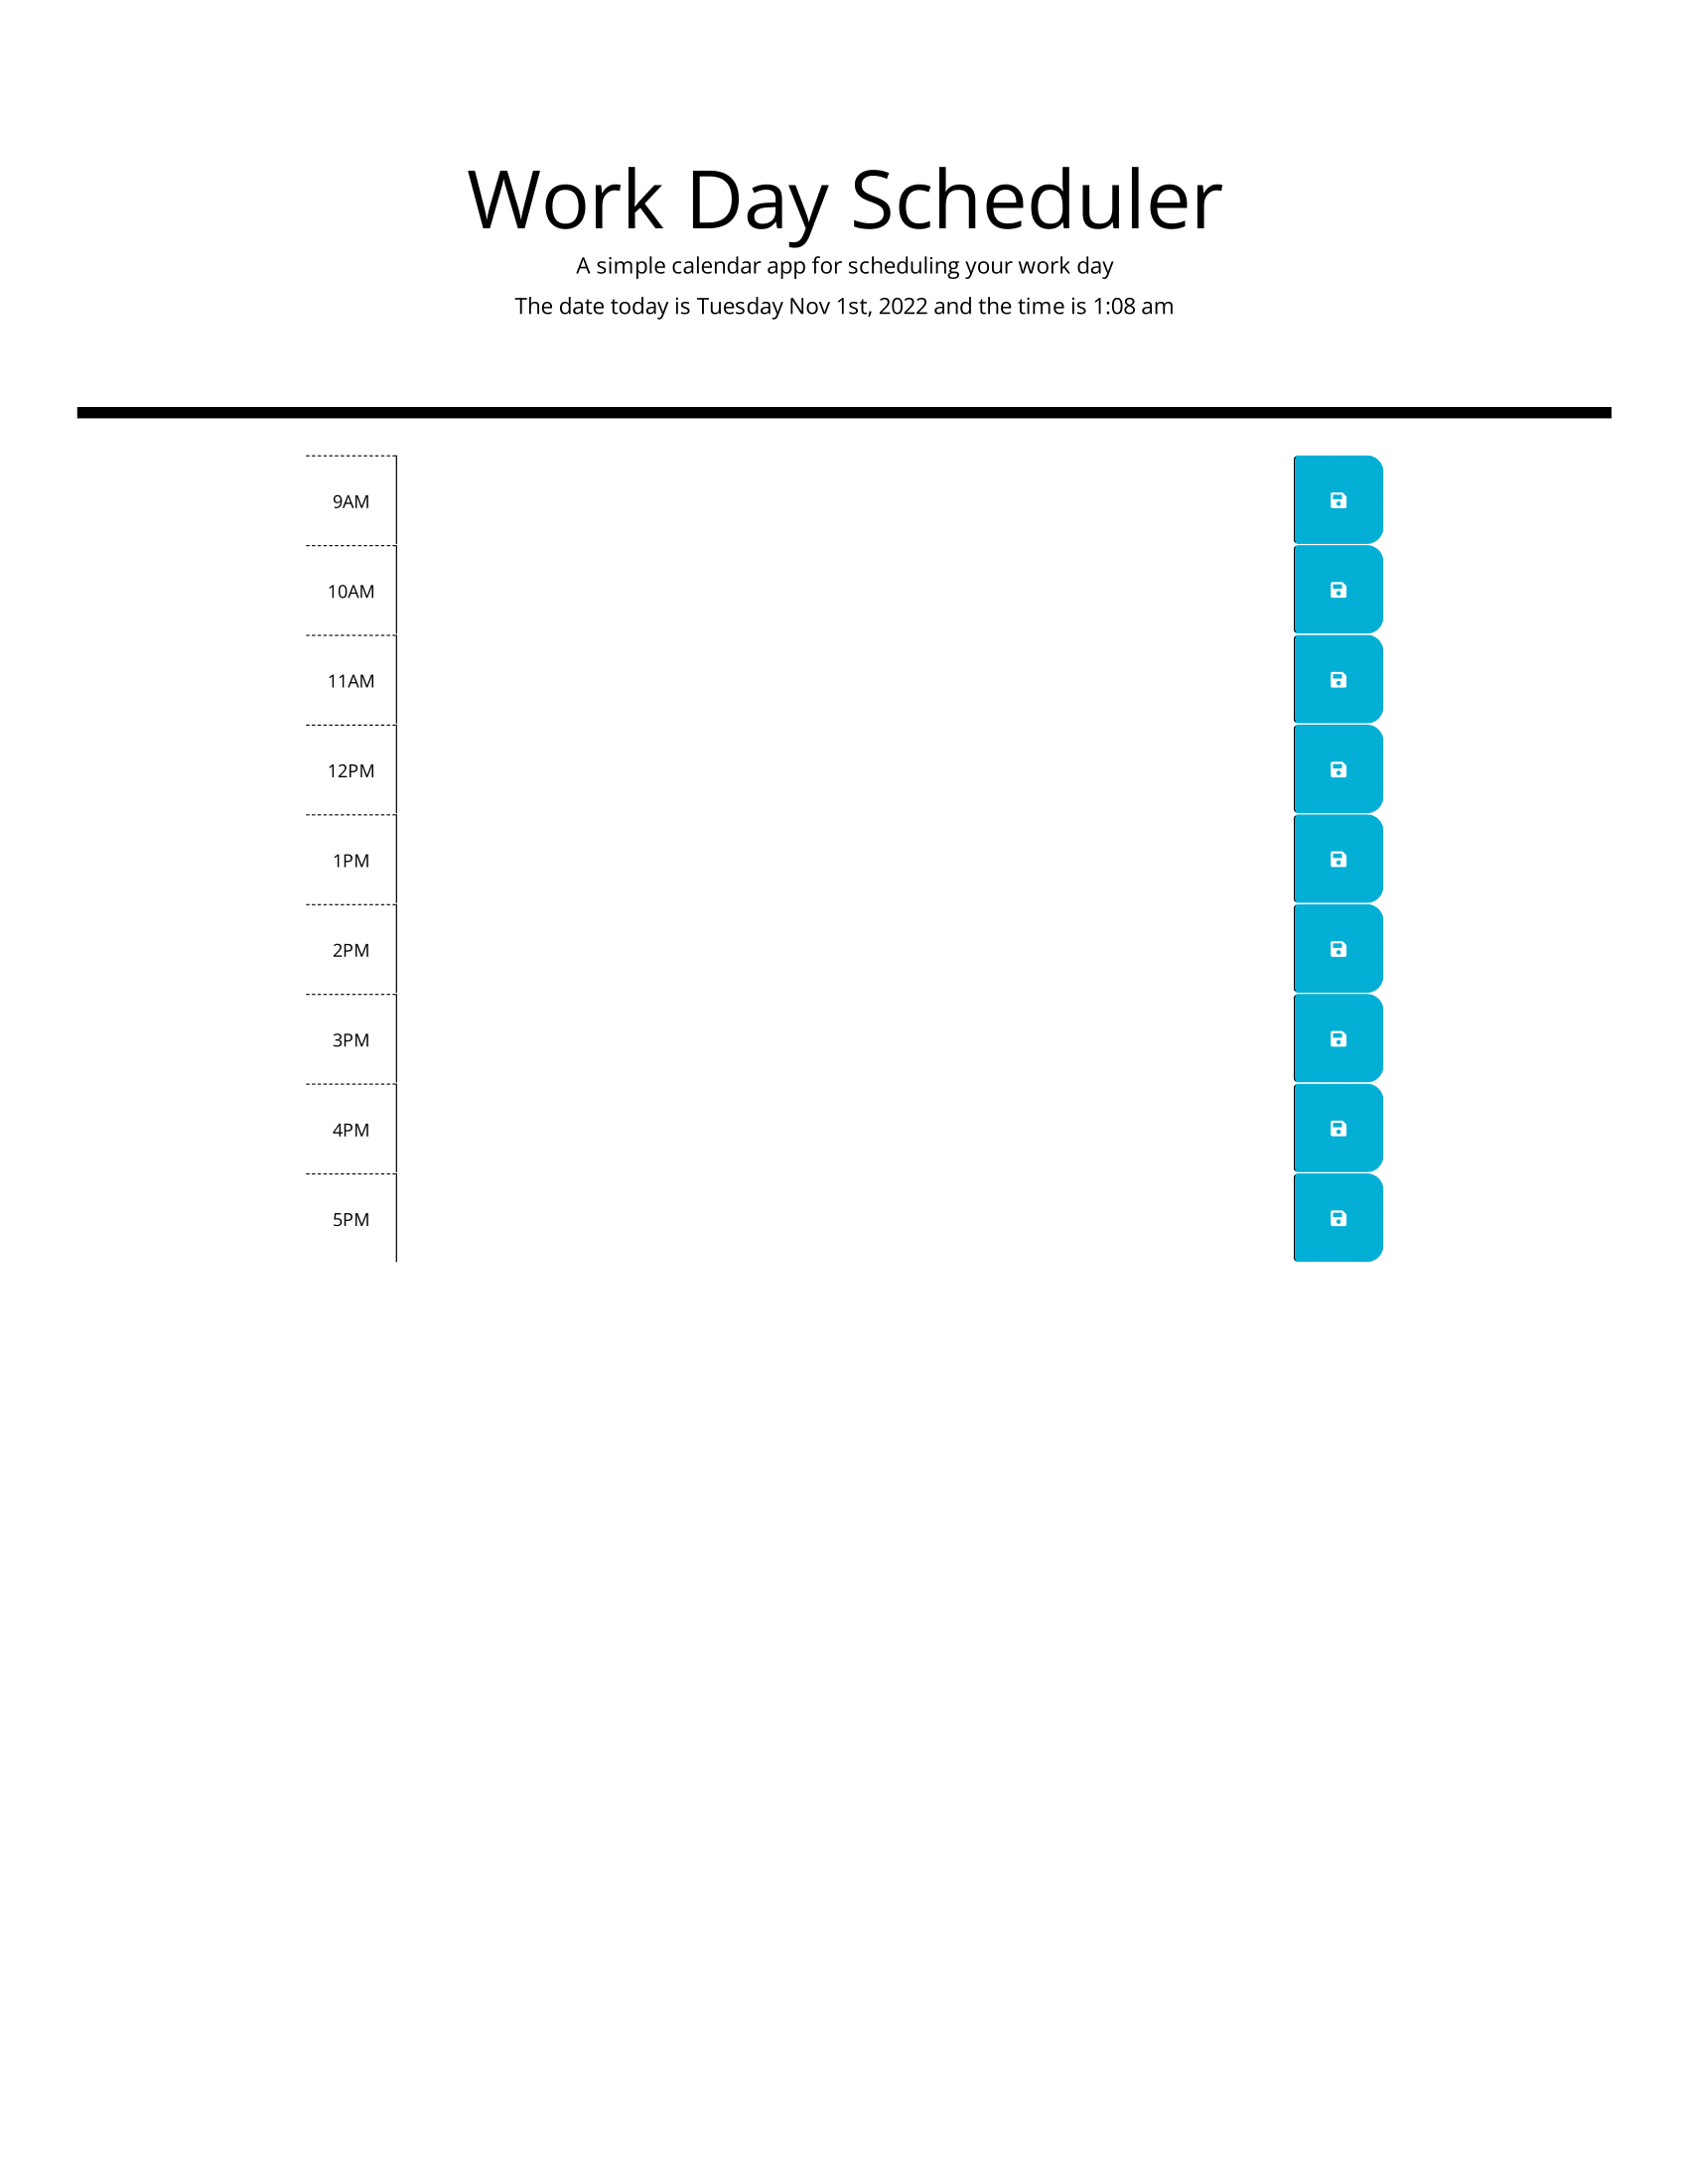 Work Day Scheduler
A simple calendar app for scheduling your work day
The date today is Tuesday Nov 1st, 2022 and the time is 1:08 am
9AM
10AM
11AM
12PM
1PM
2PM
3PM
4PM
5PM